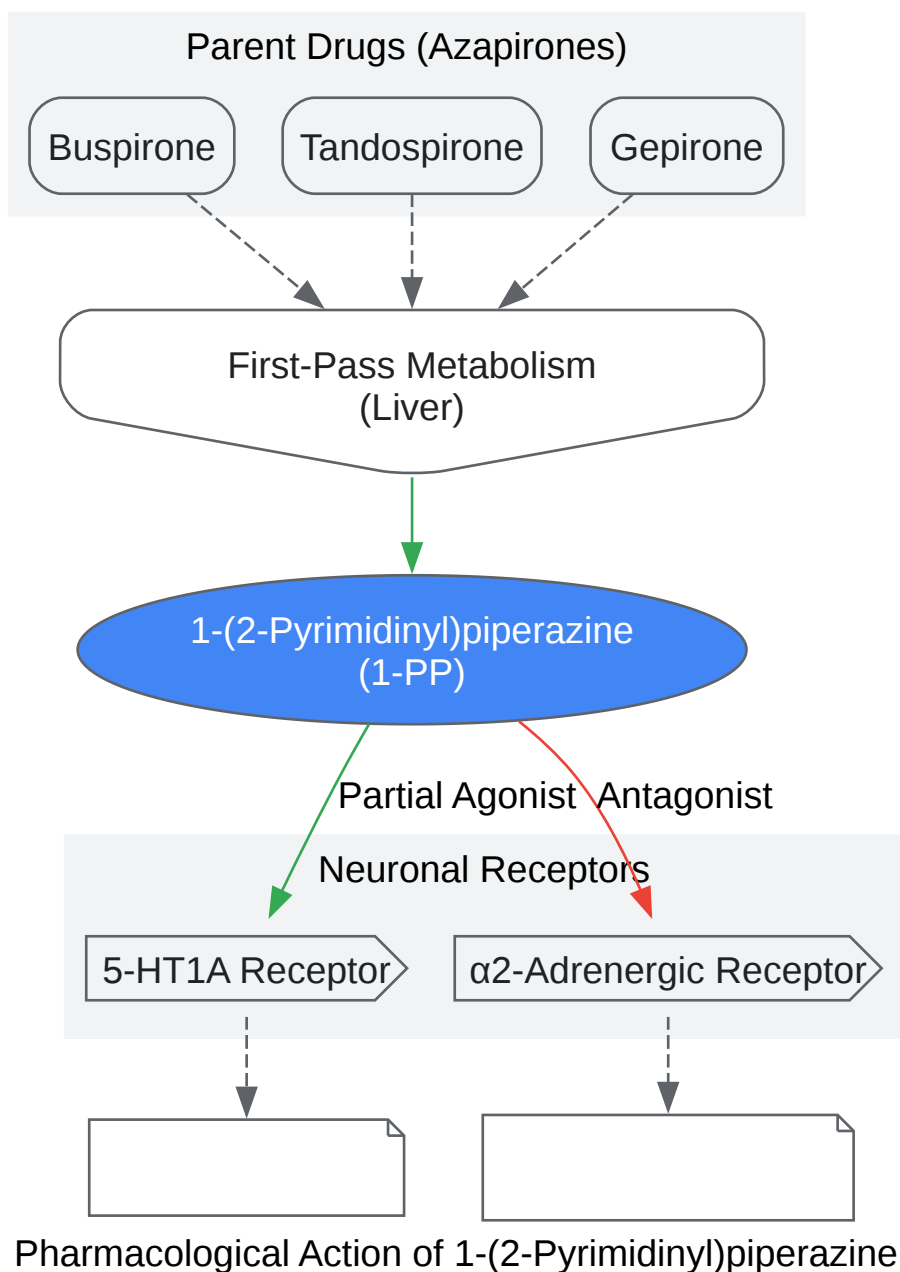 Parent Drugs (Azapirones)
Buspirone
Tandospirone
Gepirone
First-Pass Metabolism
(Liver)
1-(2-Pyrimidinyl)piperazine
(1-PP)
Partial Agonist
Antagonist
Neuronal Receptors
5-HT1A Receptor
α2-Adrenergic Receptor
Pharmacological Action of 1-(2-Pyrimidinyl)piperazine